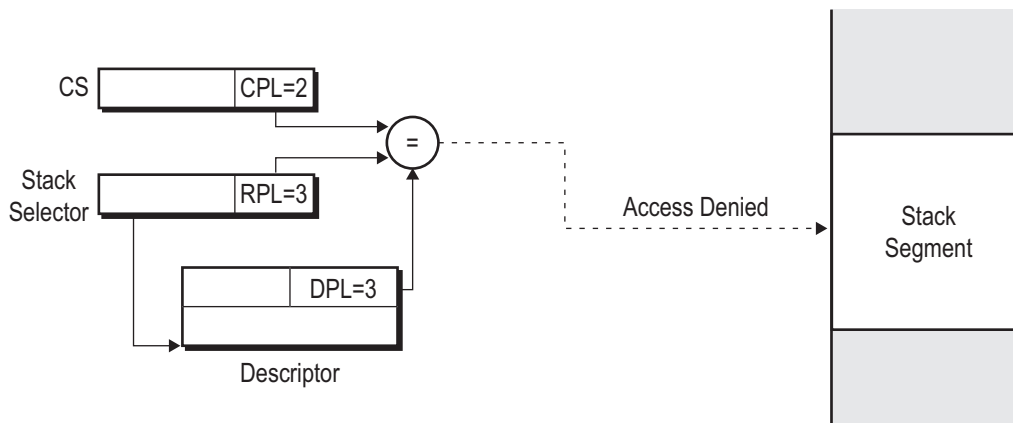 CS
CPL=2
=
Stack
Selector
RPL=3
Access Denied
Stack
Segment
DPL=3
Descriptor